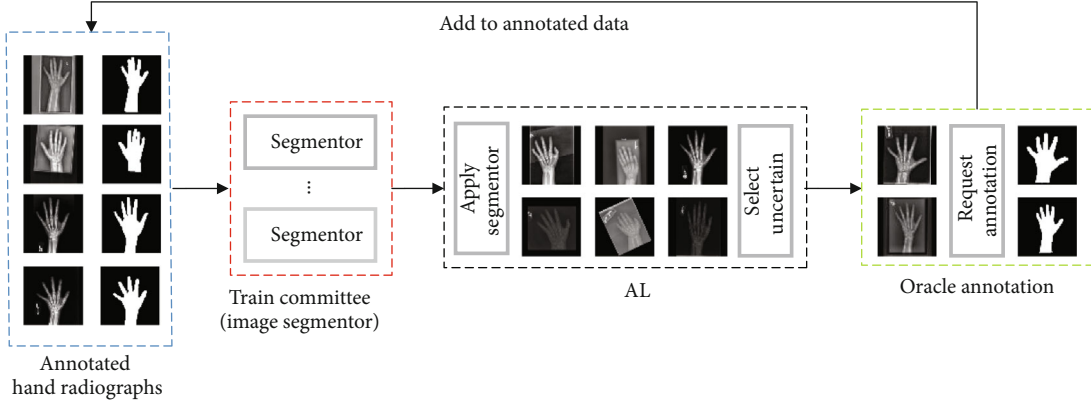 Add to annotated data
Segmentor
...
Segmentor
Apply
segmentor
Select
uncertain
Request
annotation
Train committee
(image segmentor)
AL
Oracle annotation
Annotated
hand radiographs